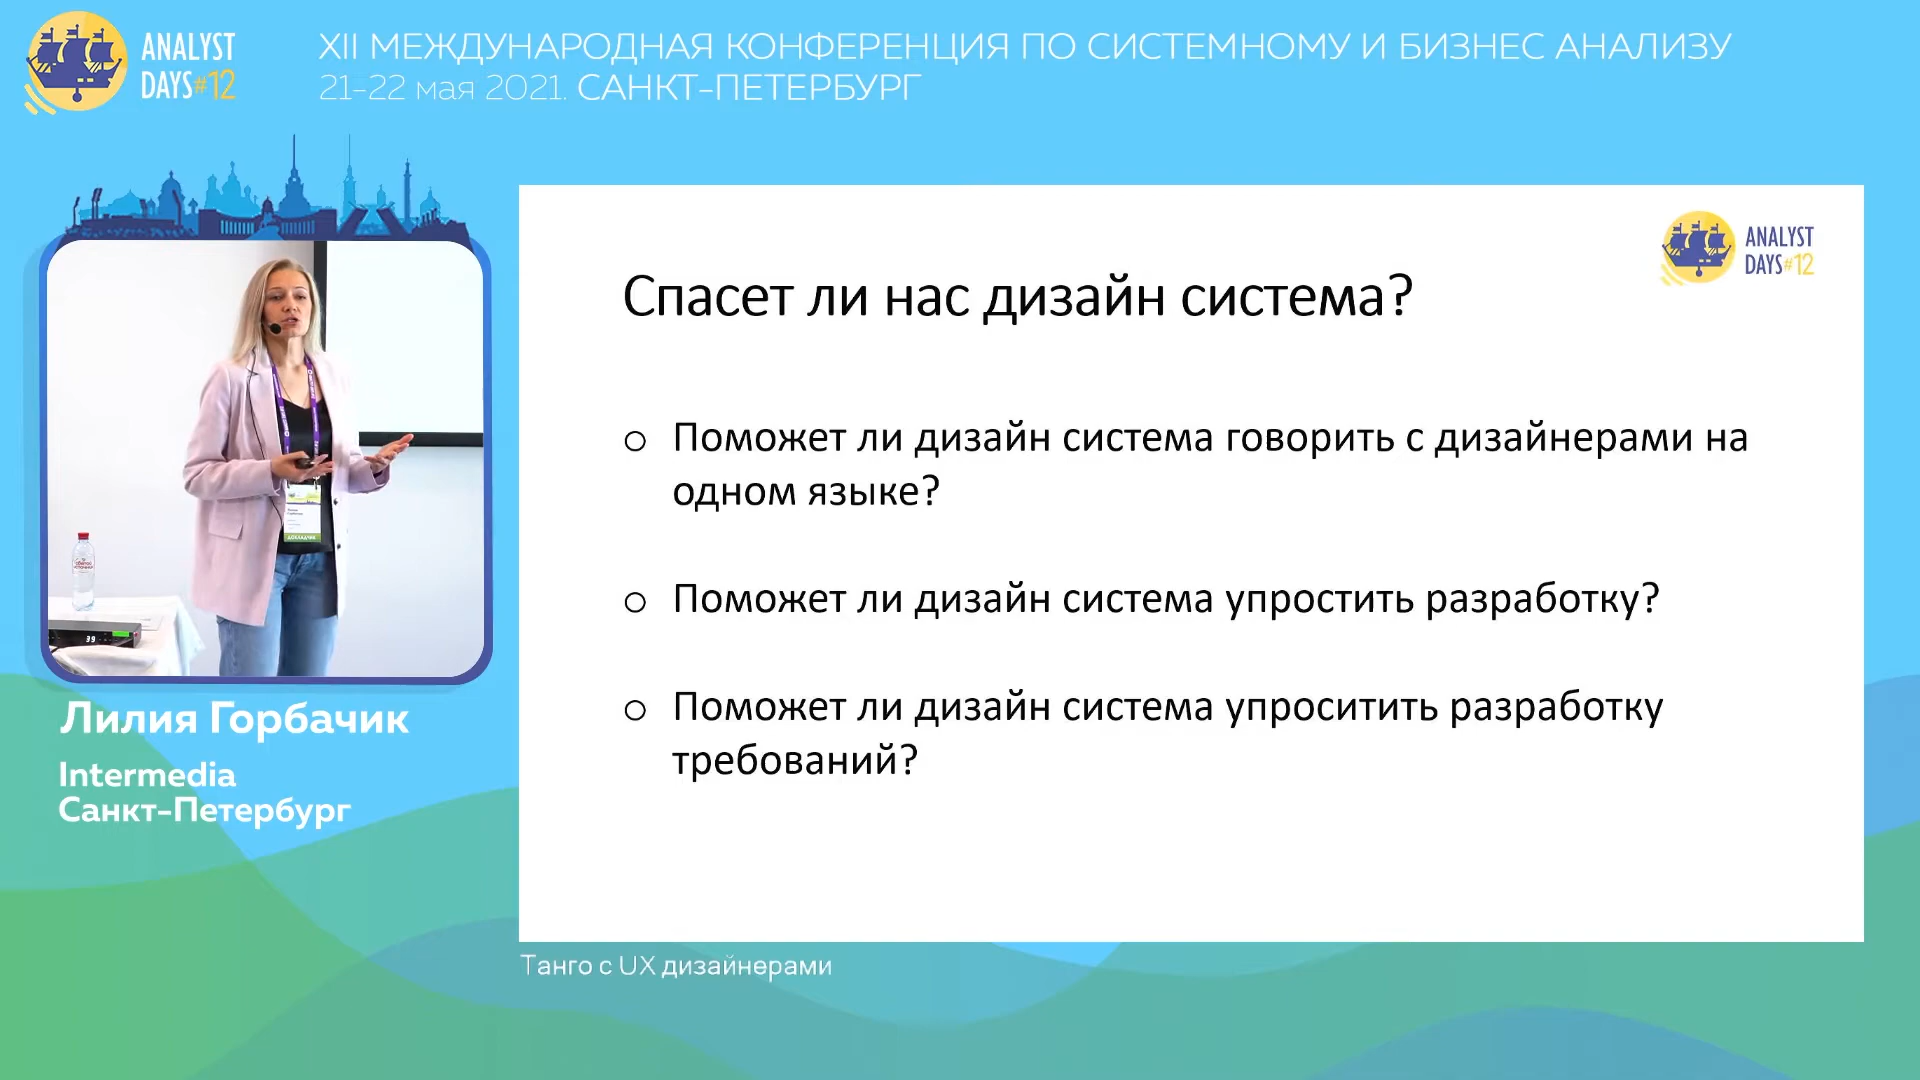 ANALYST
DAYS#12
XII МЕЖДУНАРОДНАЯ КОНФЕРЕНЦИЯ ПО СИСТЕМНОМУ И БИЗНЕС АНАЛИЗУ
21-22 мая 2021. САНКТ-ПЕТЕРБУРГ
ANALYST
DAYS#12
Спасет ли нас дизайн система?
o Поможет ли дизайн система говорить с дизайнерами на
одном языке?
o Поможет ли дизайн система упростить разработку?
o Поможет ли дизайн система упроситить разработку
требований?
39
ДОКЛАДЧИК
Лилия Горбачик
Intermedia
Санкт-Петербург
Танго с UX дизайнерами